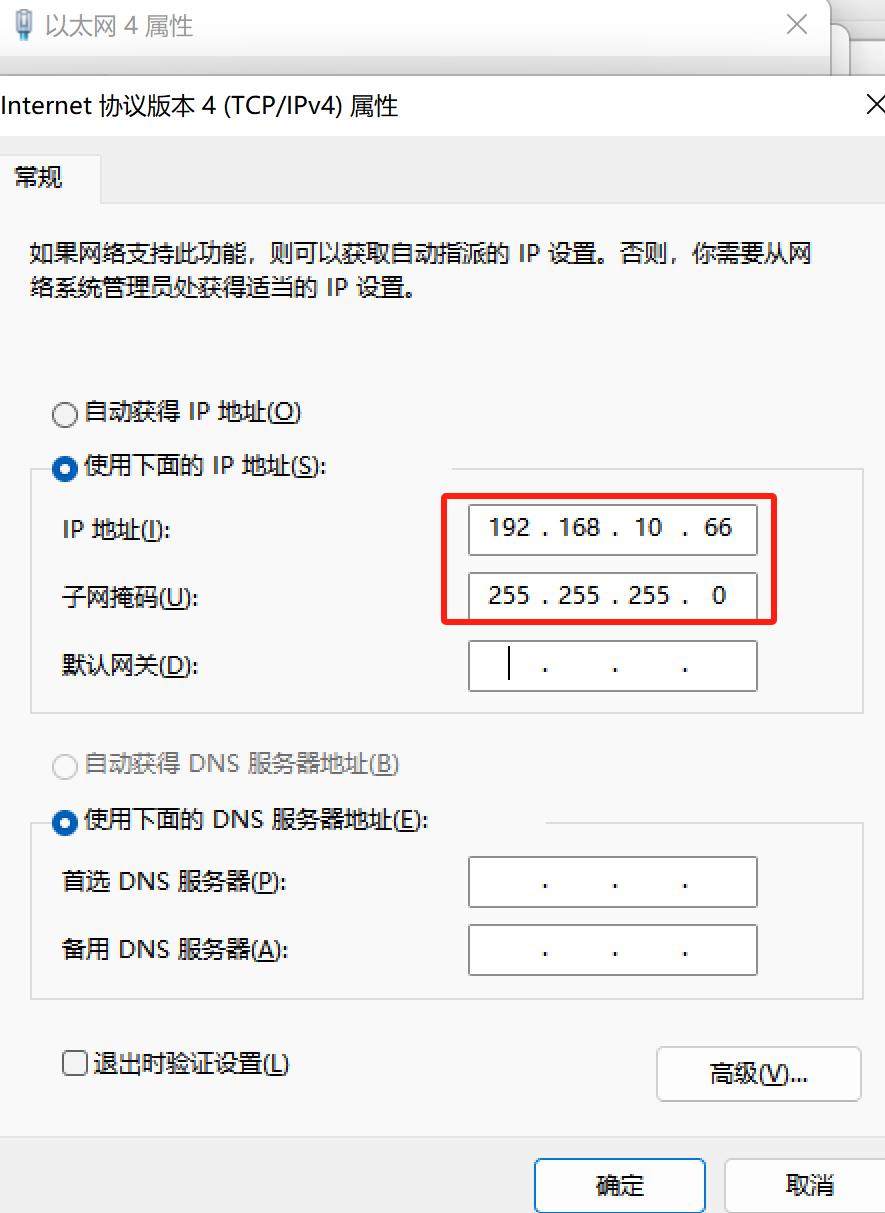 以太网 4 属性
Internet 协议版本 4 (TCP/IPv4) 属性
常规
如果网络支持此功能，则可以获取自动指派的 IP 设置。否则，你需要从网
络系统管理员处获得适当的 IP 设置。
自动获得 IP 地址(O)
使用下面的 IP 地址(S):
IP 地址(I): 192 . 168 . 10 . 66
子网掩码(U): 255 . 255 . 255 . 0
默认网关(D): . . .
自动获得 DNS 服务器地址(B)
使用下面的 DNS 服务器地址(E):
首选 DNS 服务器(P): . . .
备用 DNS 服务器(A): . . .
退出时验证设置(L)
高级(V)...
确定 取消